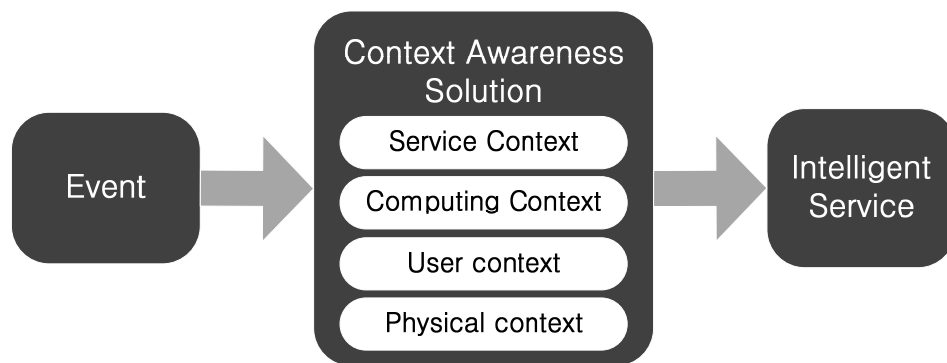 Event
Context Awareness
Solution
Service Context
Computing Context
User context
Physical context
Intelligent
Service